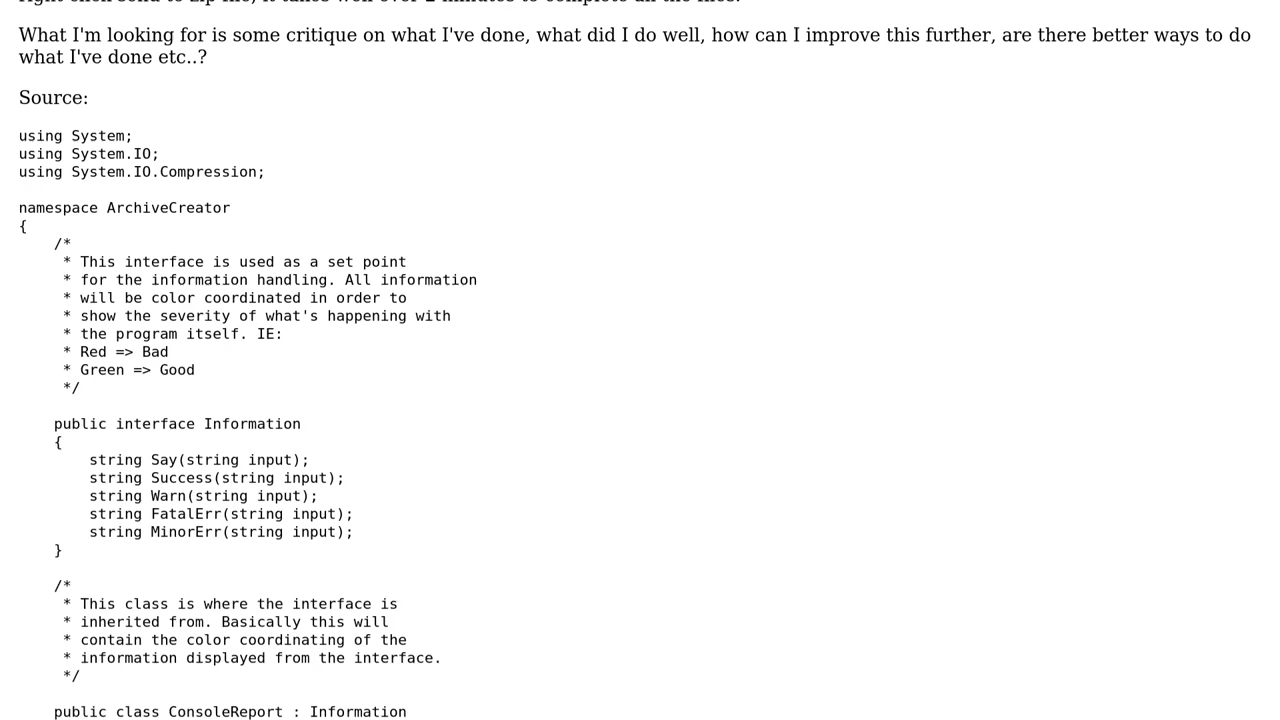 What I'm looking for is some critique on what I've done, what did I do well, how can I improve this further, are there better ways to do
what I've done etc..?
Source:
using System;
using System.IO;
using System.IO.Compression;
namespace ArchiveCreator
{
    /*
     * This interface is used as a set point
     * for the information handling. All information
     * will be color coordinated in order to
     * show the severity of what's happening with
     * the program itself. IE:
     * Red => Bad
     * Green => Good
     */
    public interface Information
    {
        string Say(string input);
        string Success(string input);
        string Warn(string input);
        string FatalErr(string input);
        string MinorErr(string input);
    }
    /*
     * This class is where the interface is
     * inherited from. Basically this will
     * contain the color coordinating of the
     * information displayed from the interface.
     */
    public class ConsoleReport : Information